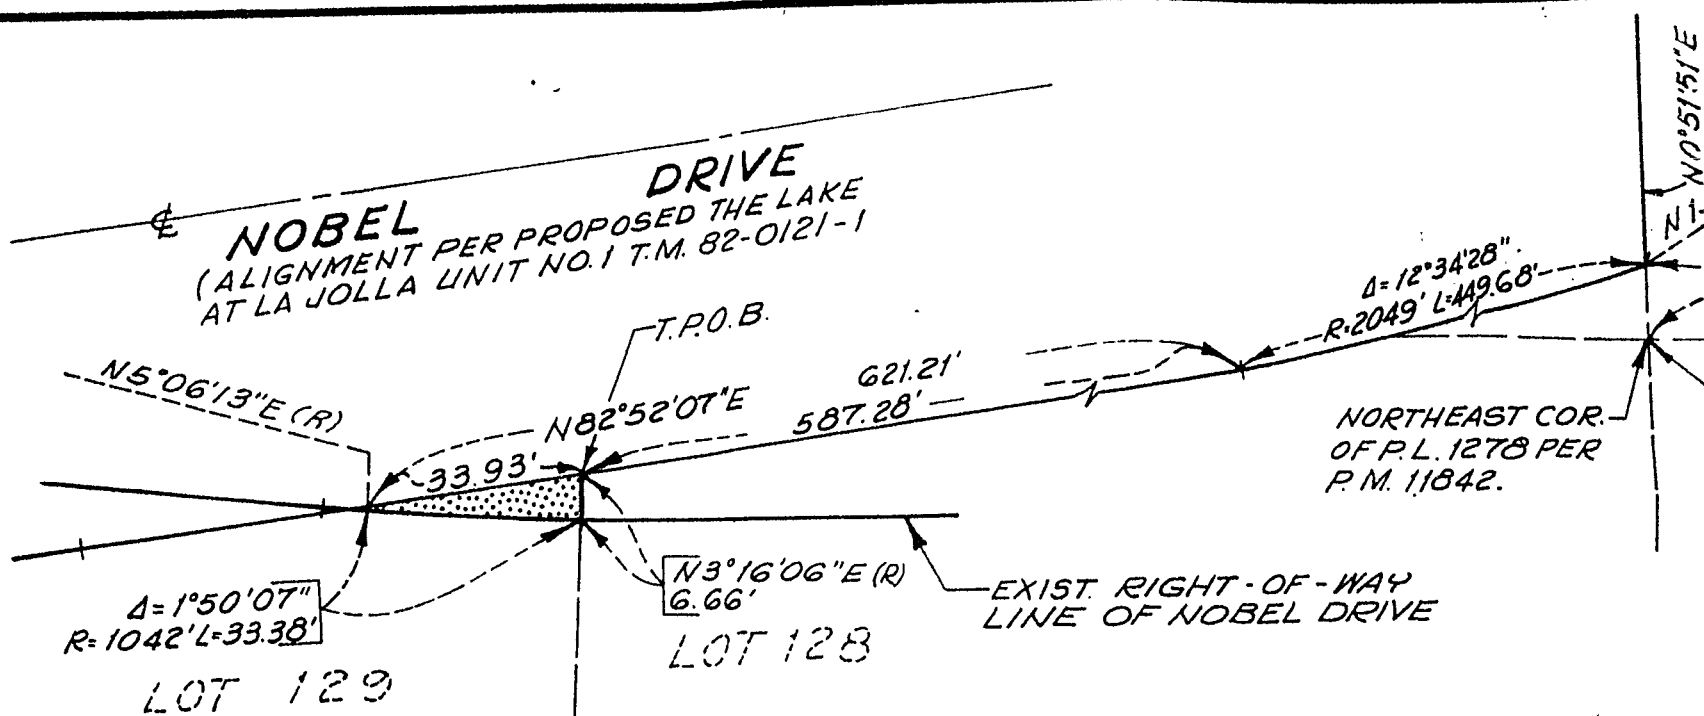 N0°51'51"E
N1
℄
NOBEL DRIVE
(ALIGNMENT PER PROPOSED THE LAKE
AT LA JOLLA UNIT NO. 1 T.M. 82-0121-1
Δ= 12°34'28".
R=2049' L=449.68'
T.P.O.B.
N5°06'13"E (R)
N82°52'07"E
621.21'
587.28'
33.93'
NORTHEAST COR.
OF P.L. 1278 PER
P.M. 11842.
N3°16'06"E (R)
6.66'
Δ= 1°50'07"
R= 1042' L=33.38'
EXIST. RIGHT-OF-WAY
LINE OF NOBEL DRIVE
LOT 128
LOT 129